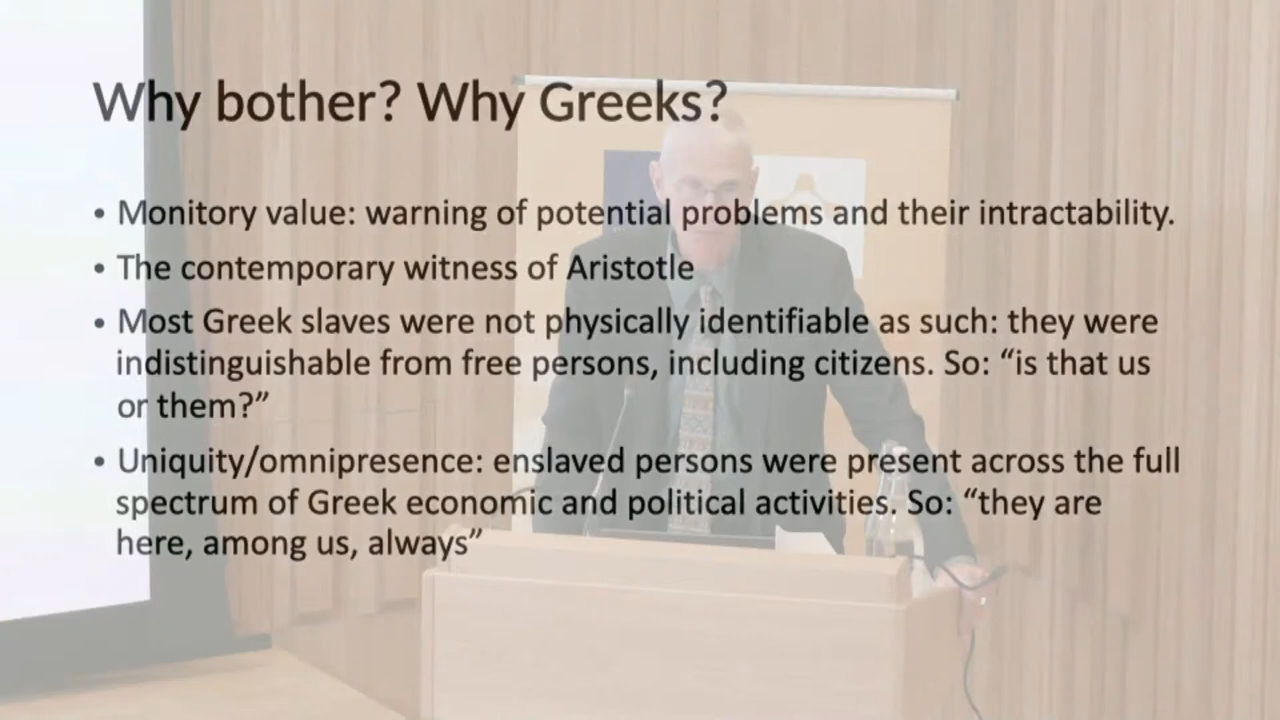 Why bother? Why Greeks?
• Monitory value: warning of potential problems and their intractability.
• The contemporary witness of Aristotle
• Most Greek slaves were not physically identifiable as such: they were
indistinguishable from free persons, including citizens. So: “is that us
or them?”
• Uniquity/omnipresence: enslaved persons were present across the full
spectrum of Greek economic and political activities. So: “they are
here, among us, always”